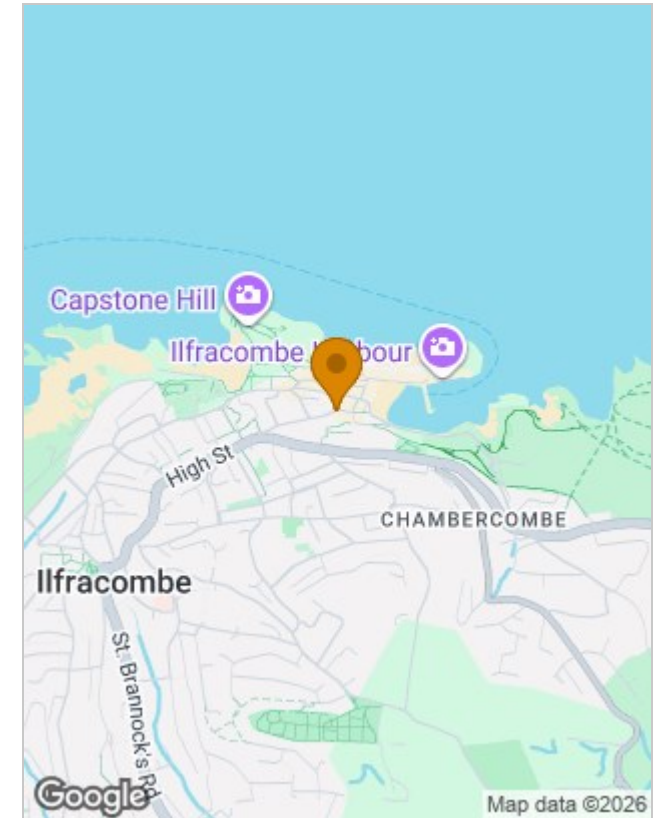 Capstone Hill
Ilfracombe bour
High St
CHAMBERCOMBE
Ilfracombe
St. Brannock's Rd
Google
Map data ©2026